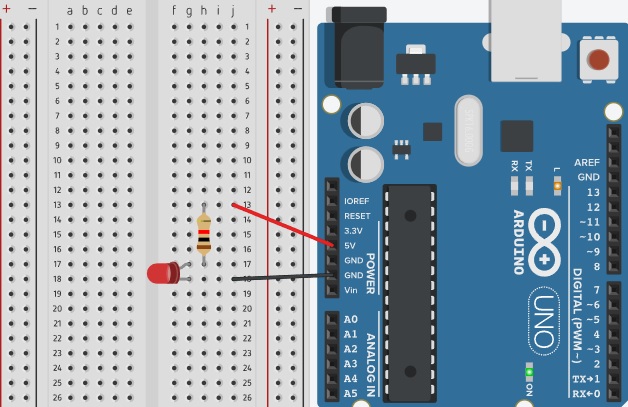 + − a b c d e f g h i j + −
1 1
2 2
3 3
4 4
5 5
6 6
7 7
8 8
9 9
10 10
11 11
12 12
13 13
14 14
15 15
16 16
17 17
18 18
19 19
20 20
21 21
22 22
23 23
24 24
25 25
26 26
IOREF
RESET
3.3V
5V
GND
GND
Vin
POWER
A0
A1
A2
A3
A4
A5
ANALOG IN
RX
TX
L
ARDUINO
UNO
ON
AREF
GND
13
12
~11
~10
~9
8
7
~6
~5
4
~3
2
TX→1
RX←0
DIGITAL (PWM~)